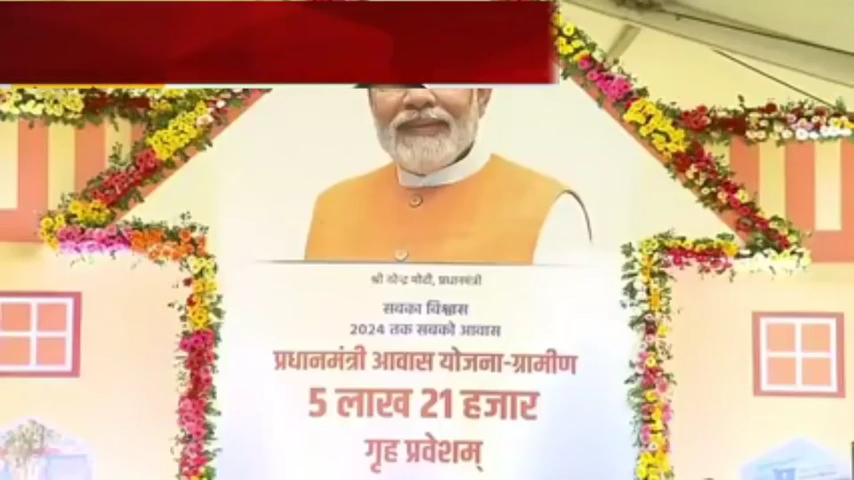 श्री नरेन्द्र मोदी, प्रधानमंत्री
सबका विश्वास
2024 तक सबको आवास
प्रधानमंत्री आवास योजना-ग्रामीण
5 लाख 21 हजार
गृह प्रवेशम्